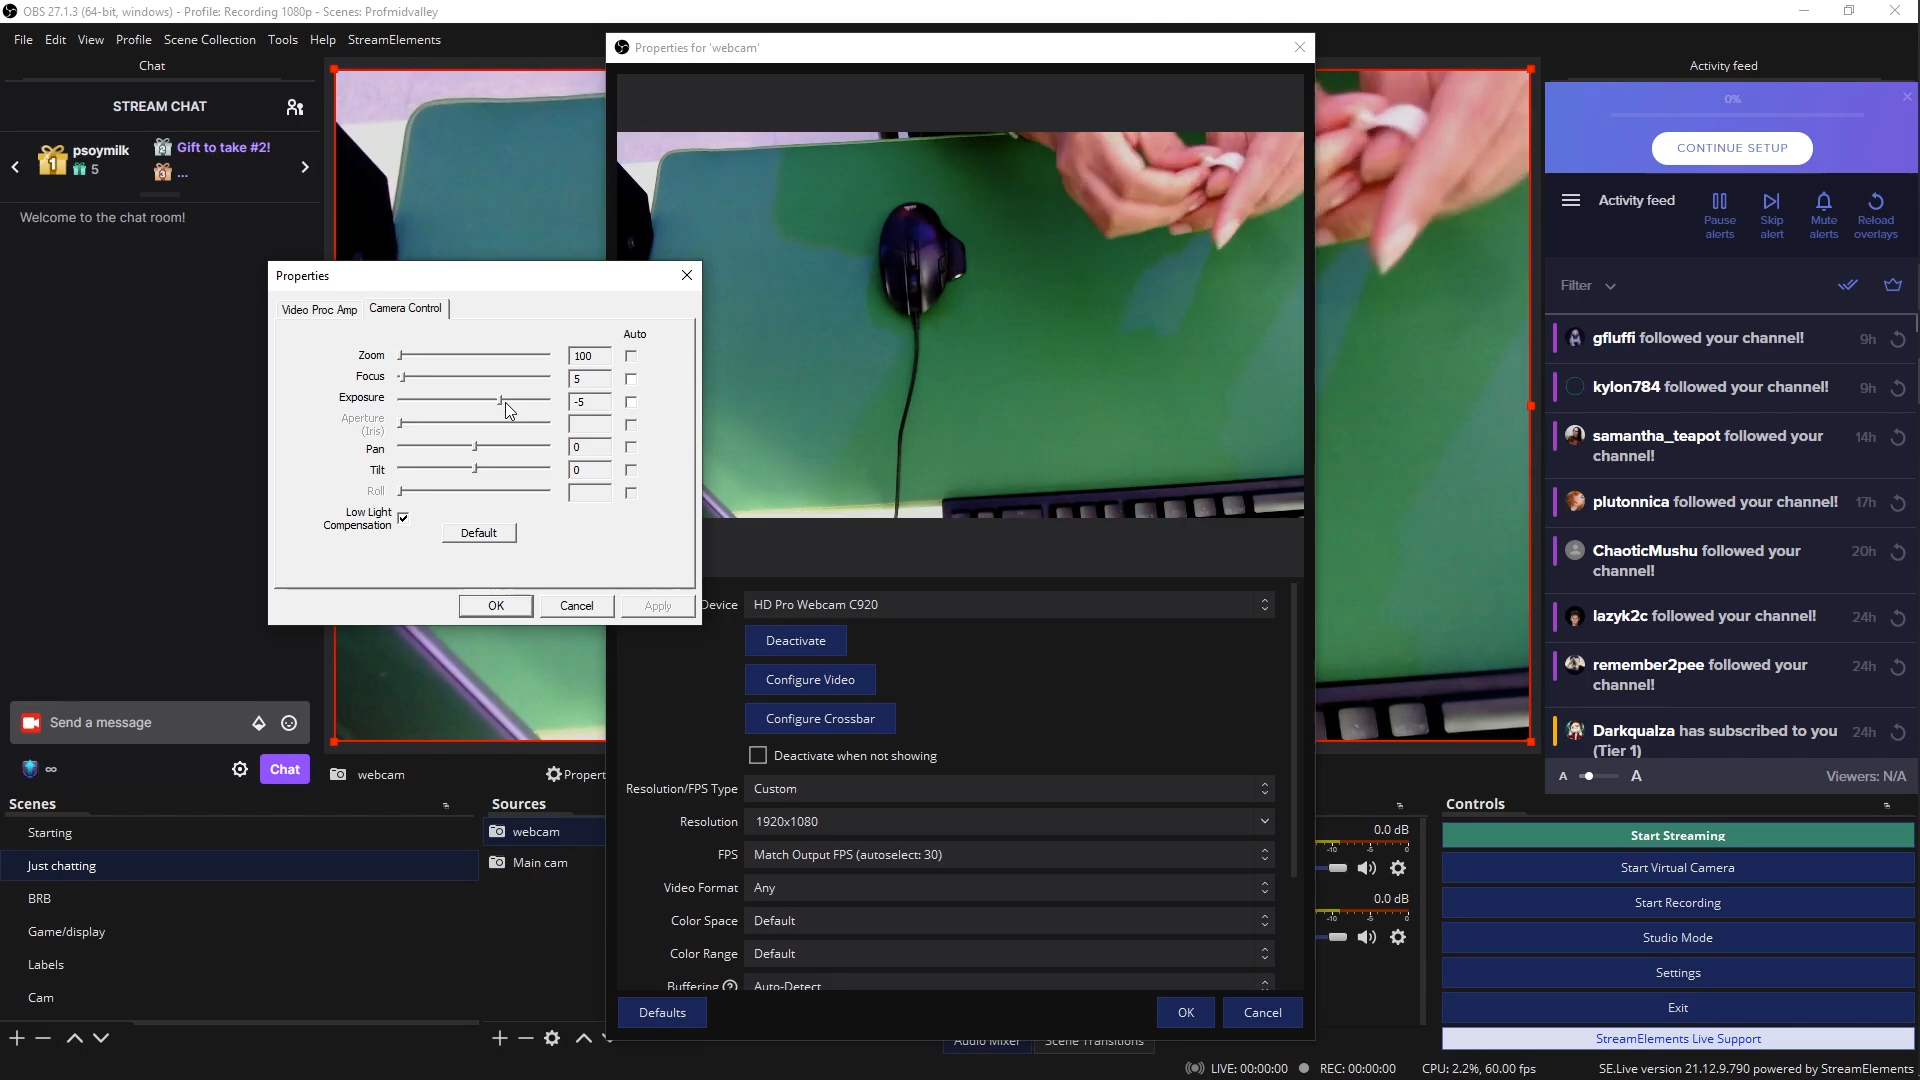 OBS 27.1.3 (64-bit, windows) - Profile: Recording 1080p - Scenes: Profmidvalley
File Edit View Profile Scene Collection Tools Help StreamElements
Chat
STREAM CHAT
1
psoymilk
5
2 Gift to take #2!
3 ...
Welcome to the chat room!
Send a message
∞
Chat
webcam
Propert
Scenes
Starting
Just chatting
BRB
Game/display
Labels
Cam
Sources
webcam
Main cam
Properties
Video Proc Amp
Camera Control
Auto
Zoom 100
Focus 5
Exposure -5
Aperture
(Iris)
Pan 0
Tilt 0
Roll
Low Light
Compensation
Default
OK Cancel Apply
Properties for 'webcam'
Device HD Pro Webcam C920
Deactivate
Configure Video
Configure Crossbar
Deactivate when not showing
Resolution/FPS Type Custom
Resolution 1920x1080
FPS Match Output FPS (autoselect: 30)
Video Format Any
Color Space Default
Color Range Default
Buffering ? Auto-Detect
Defaults OK Cancel
Audio Mixer Scene Transitions
0.0 dB
-10 -5 0
0.0 dB
-10 -5 0
Activity feed
0%
CONTINUE SETUP
Activity feed
Pause
alerts
Skip
alert
Mute
alerts
Reload
overlays
Filter
gfluffi followed your channel! 9h
kylon784 followed your channel! 9h
samantha_teapot followed your
channel! 14h
plutonnica followed your channel! 17h
ChaoticMushu followed your
channel! 20h
lazyk2c followed your channel! 24h
remember2pee followed your
channel! 24h
Darkqualza has subscribed to you
(Tier 1) 24h
A A Viewers: N/A
Controls
Start Streaming
Start Virtual Camera
Start Recording
Studio Mode
Settings
Exit
StreamElements Live Support
LIVE: 00:00:00 REC: 00:00:00 CPU: 2.2%, 60.00 fps SE.Live version 21.12.9.790 powered by StreamElements